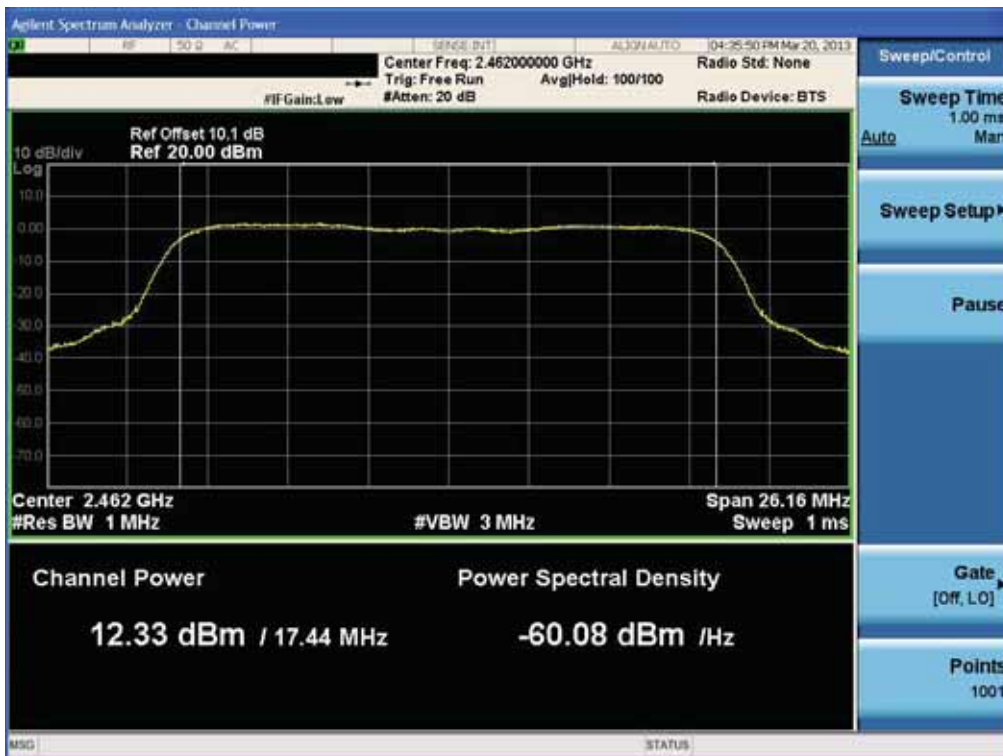 Agilent Spectrum Analyzer - Channel Power
RF 50 Ω AC SENSE:INT ALIGN AUTO 04:35:50 PM Mar 20, 2013
Center Freq: 2.462000000 GHz Radio Std: None
Trig: Free Run Avg|Hold: 100/100
#IFGain:Low #Atten: 20 dB Radio Device: BTS
Ref Offset 10.1 dB
10 dB/div Ref 20.00 dBm
Log
10.0
0.00
-10.0
-20.0
-30.0
-40.0
-50.0
-60.0
-70.0
Center 2.462 GHz Span 26.16 MHz
#Res BW 1 MHz #VBW 3 MHz Sweep 1 ms
Channel Power Power Spectral Density
12.33 dBm / 17.44 MHz -60.08 dBm /Hz
MSG STATUS
Sweep/Control
Sweep Time
1.00 ms
Auto Man
Sweep Setup
Pause
Gate
[Off, LO]
Points
1001